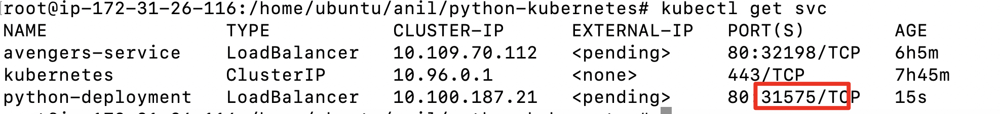 root@ip-172-31-26-116:/home/ubuntu/anil/python-kubernetes# kubectl get svc
NAME TYPE CLUSTER-IP EXTERNAL-IP PORT(S) AGE
avengers-service LoadBalancer 10.109.70.112 <pending> 80:32198/TCP 6h5m
kubernetes ClusterIP 10.96.0.1 <none> 443/TCP 7h45m
python-deployment LoadBalancer 10.100.187.21 <pending> 80:31575/TCP 15s